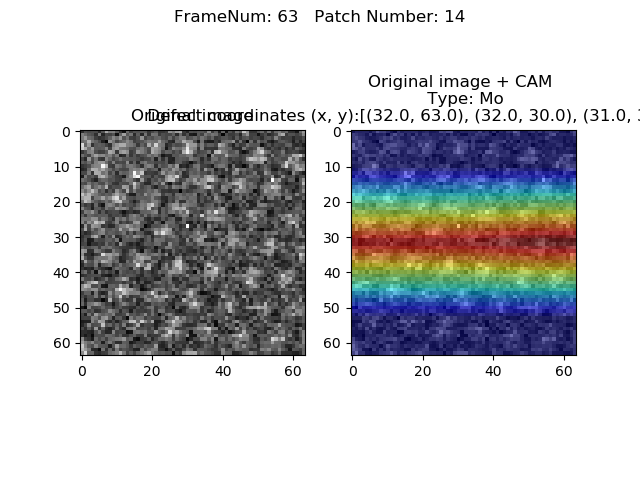 FrameNum: 63   Patch Number: 14
Original image + CAM
Type: Mo
Original image
Defect coordinates (x, y):[(32.0, 63.0), (32.0, 30.0), (31.0,
0
10
20
30
40
50
60
0 20 60
0
10
20
30
40
50
60
0 20 40 60